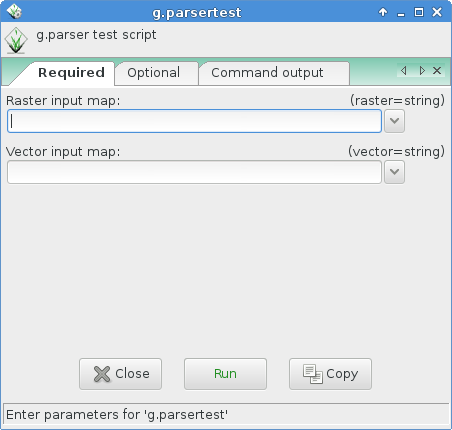 g.parsertest
g.parser test script
Required Optional Command output
Raster input map: (raster=string)
Vector input map: (vector=string)
Close Run Copy
Enter parameters for 'g.parsertest'